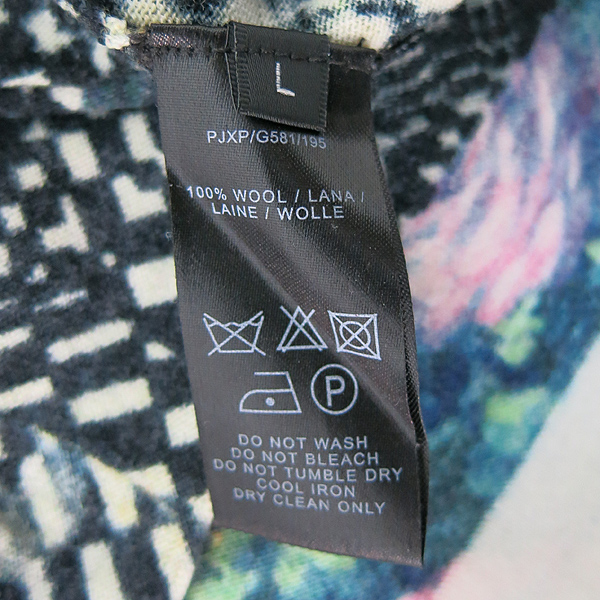 L
PJXP/G581/195
100% WOOL / LANA /
LAINE / WOLLE
P
DO NOT WASH
DO NOT BLEACH
DO NOT TUMBLE DRY
COOL IRON
DRY CLEAN ONLY